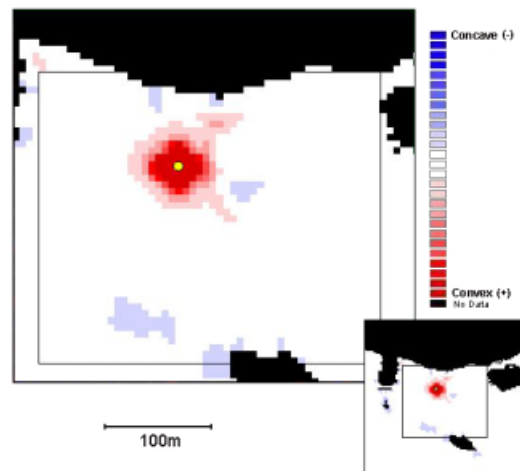 Concave (-)
Convex (+)
No Data
100m